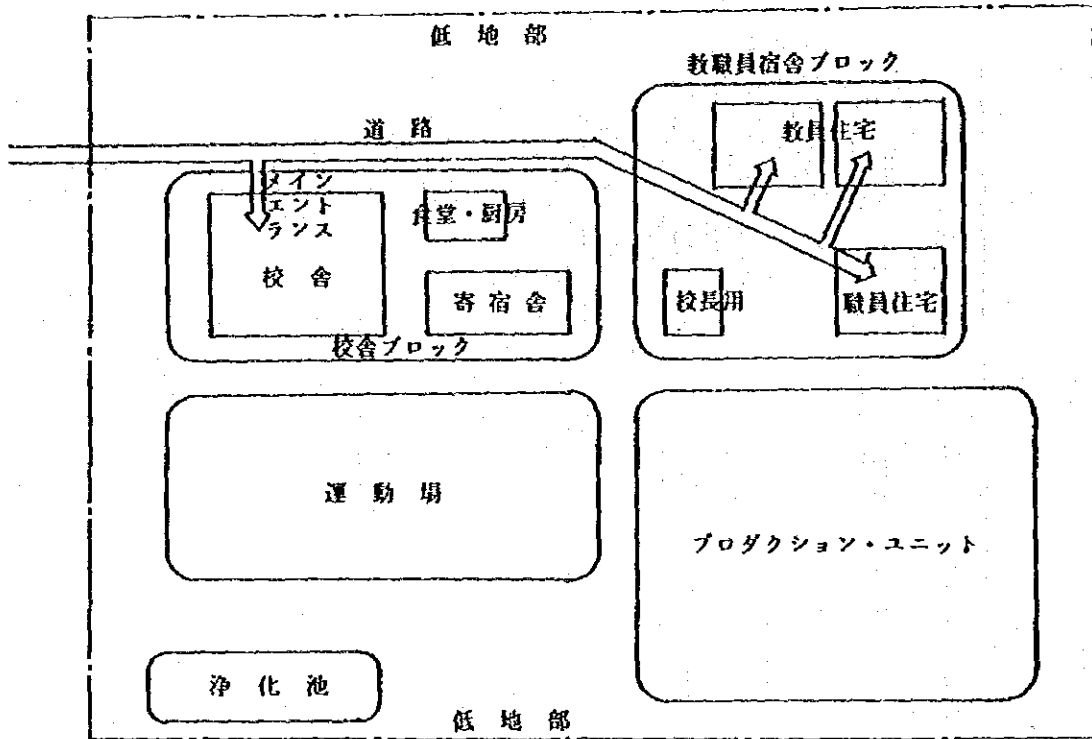 低地部
教職員宿舎ブロック
教員住宅
道路
メイン
エント
ランス
食堂・厨房
校舎
寄宿舎
校長用
職員住宅
校舎ブロック
運動場
プロダクション・ユニット
浄化池
低地部